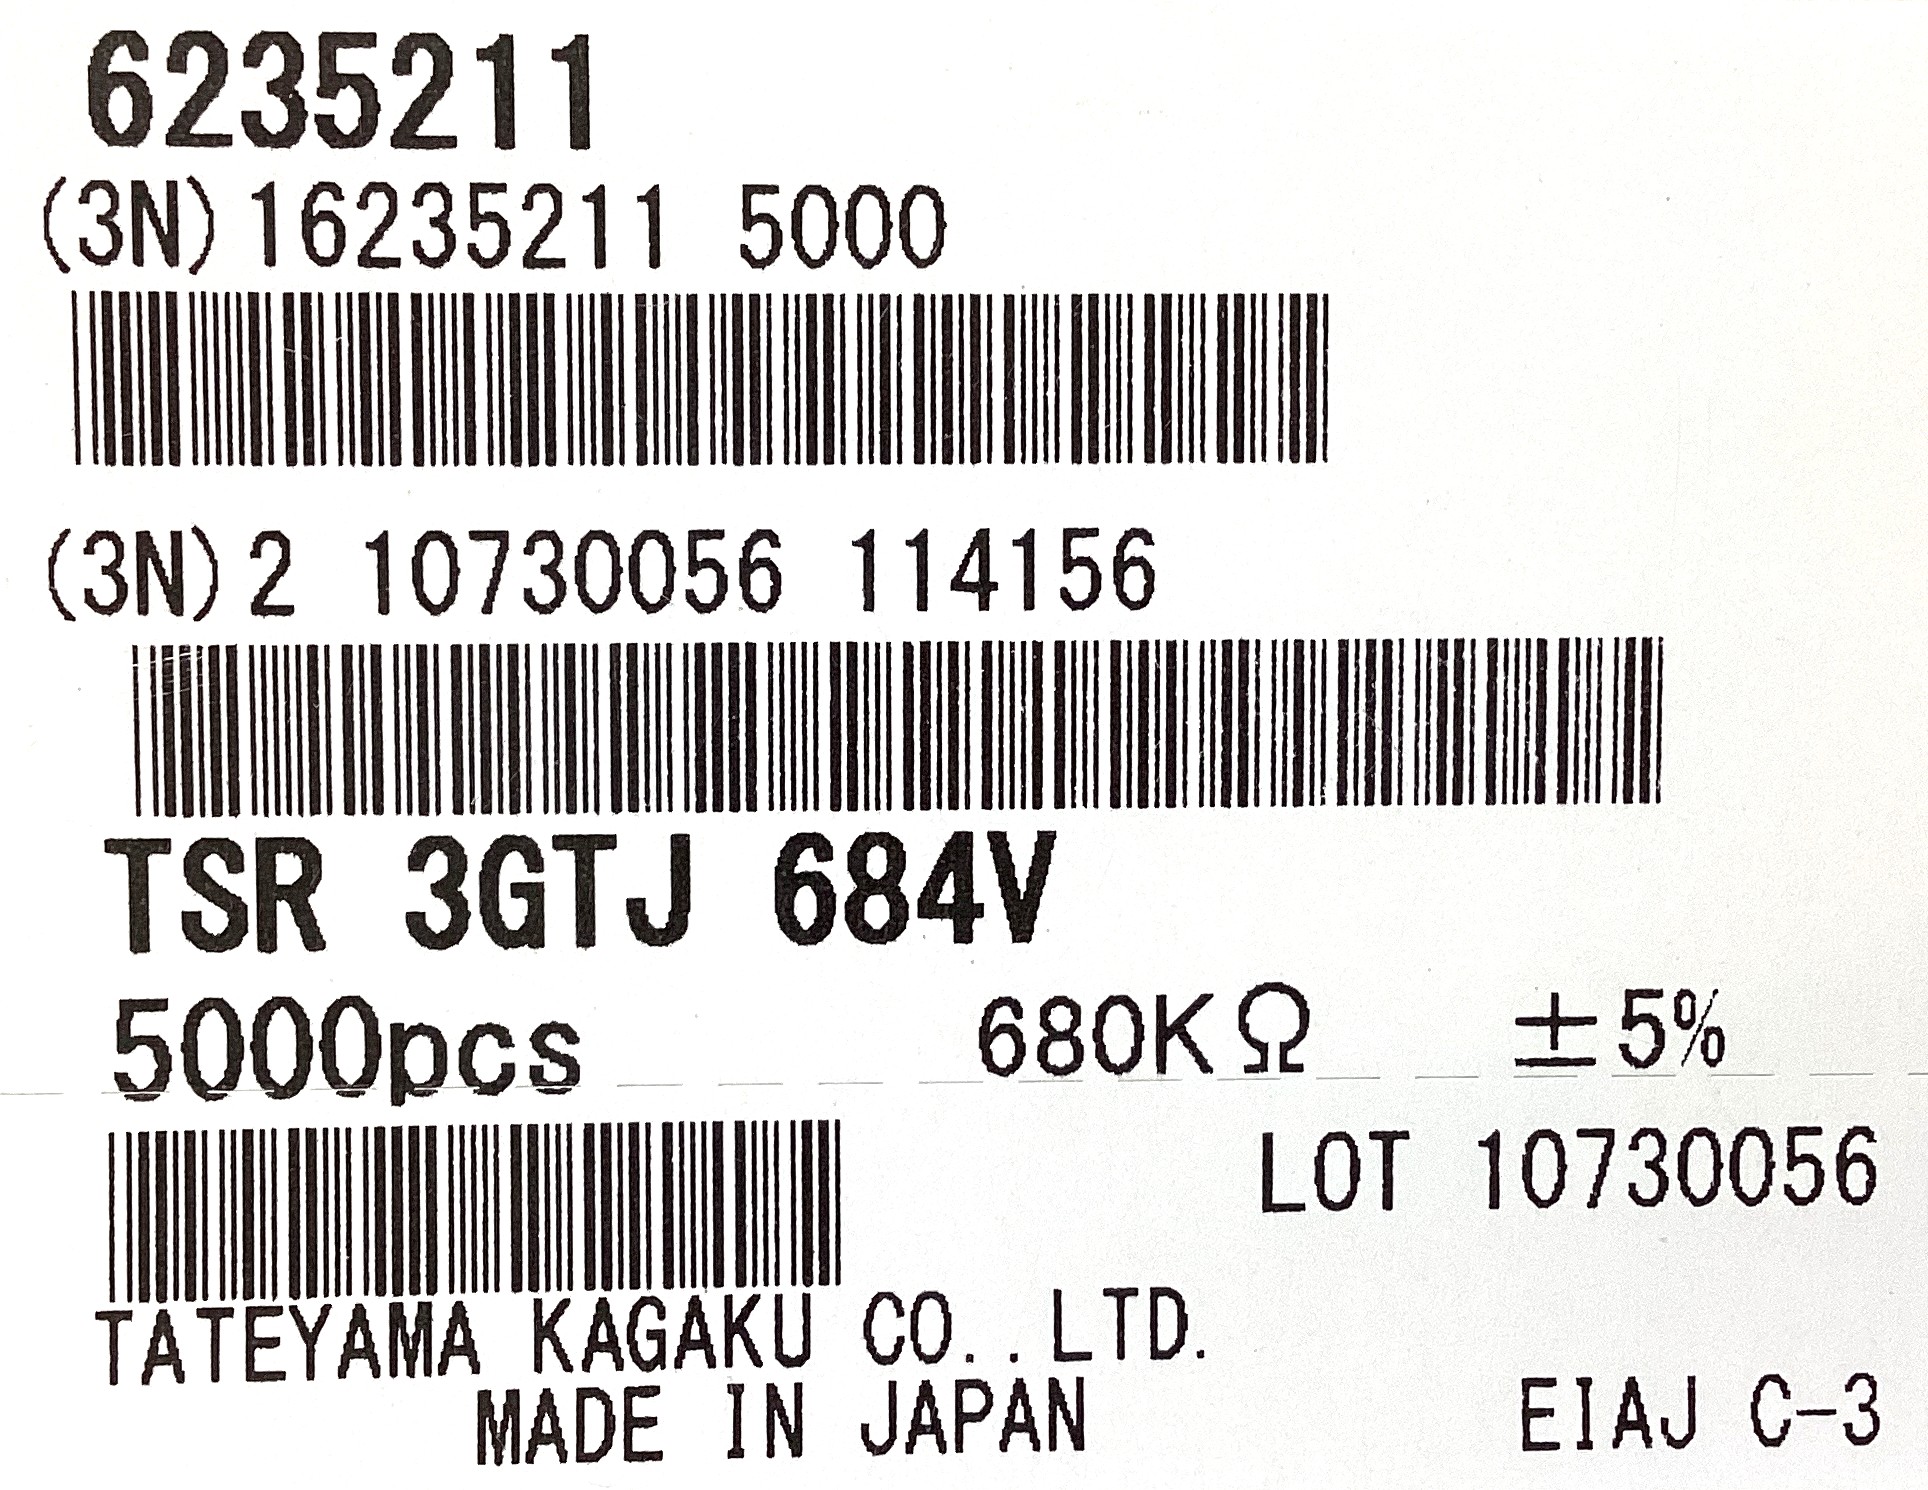 6235211
(3N)16235211 5000
(3N)2 10730056 114156
TSR 3GTJ 684V
5000pcs 680KΩ ±5%
LOT 10730056
TATEYAMA KAGAKU CO..LTD.
MADE IN JAPAN EIAJ C-3